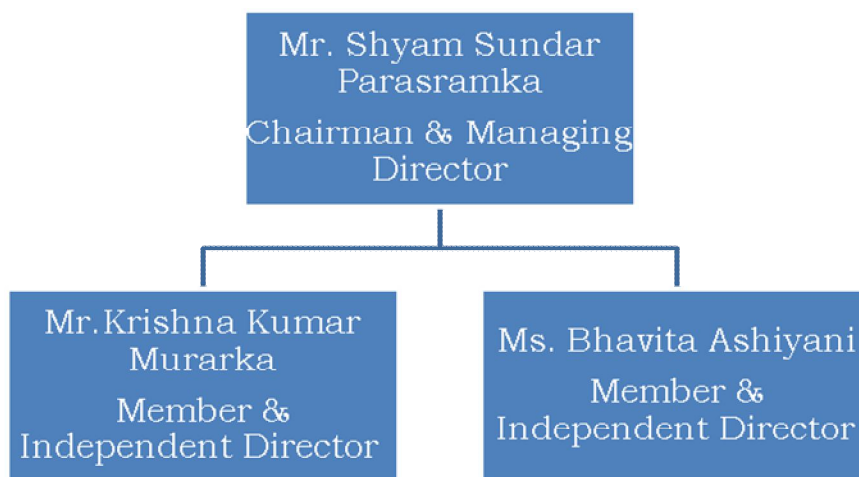 Mr. Shyam Sundar
Parasramka
Chairman & Managing
Director
Mr.Krishna Kumar
Murarka
Member &
Independent Director
Ms. Bhavita Ashiyani
Member &
Independent Director